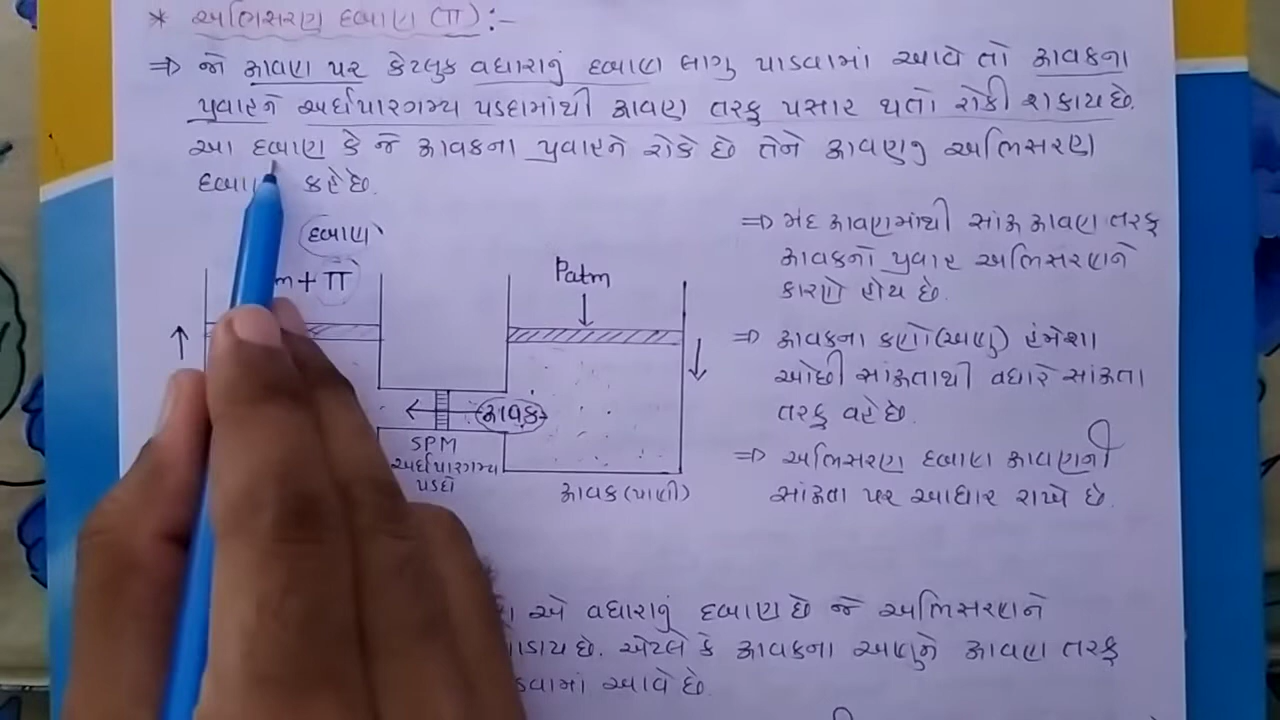 * અભિસરણ દબાણ (π) :-
⇒ જો દ્રાવણ પર કેટલુક વધારાનું દબાણ લાગુ પાડવામાં આવે તો દ્રાવકના
પ્રવાહને અર્ધપારગમ્ય પડદામાંથી દ્રાવણ તરફ પસાર થતો રોકી શકાય છે.
આ દબાણ કે જે દ્રાવકના પ્રવાહને રોકે છે તેને દ્રાવણનુ અભિસરણ
દબાણ કહે છે.
દબાણ
m + π
Patm
દ્રાવક
SPM
અર્ધપારગમ્ય
પડદો
દ્રાવક (પાણી)
⇒ મંદ દ્રાવણમાંથી સાંદ્ર દ્રાવણ તરફ
દ્રાવકનો પ્રવાહ અભિસરણને
કારણે હોય છે.
⇒ દ્રાવકના કણો (અણુ) હંમેશા
ઓછી સાંદ્રતાથી વધારે સાંદ્રતા
તરફ વહે છે.
⇒ અભિસરણ દબાણ દ્રાવણની
સાંદ્રતા પર આધાર રાખે છે.
એ વધારાનું દબાણ છે જે અભિસરણને
છે. એટલે કે દ્રાવકના અણુને દ્રાવણ તરફ
આવે છે.